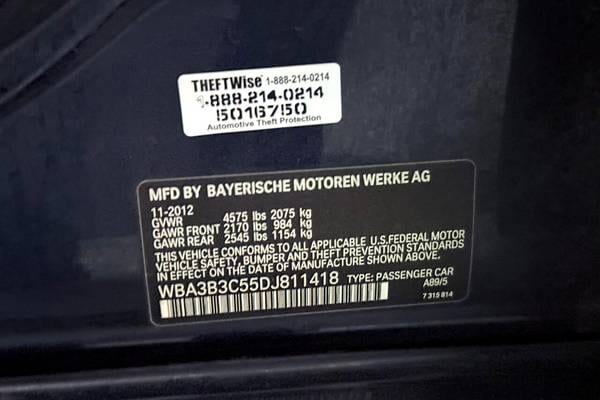 THEFTWISE 1-888-214-0214
1-888-214-0214
5016750
Automotive Theft Protection
MFD BY BAYERISCHE MOTOREN WERKE AG
11-2012
GVWR 4575 lbs 2075 kg
GAWR FRONT 2170 lbs 984 kg
GAWR REAR 2545 lbs 1154 kg
THIS VEHICLE CONFORMS TO ALL APPLICABLE U.S.FEDERAL MOTOR
VEHICLE SAFETY, BUMPER AND THEFT PREVENTION STANDARDS
IN EFFECT ON THE DATE OF MANUFACTURE SHOWN ABOVE.
WBA3B3C55DJ811418 TYPE: PASSENGER CAR
A89/5
7 315 814